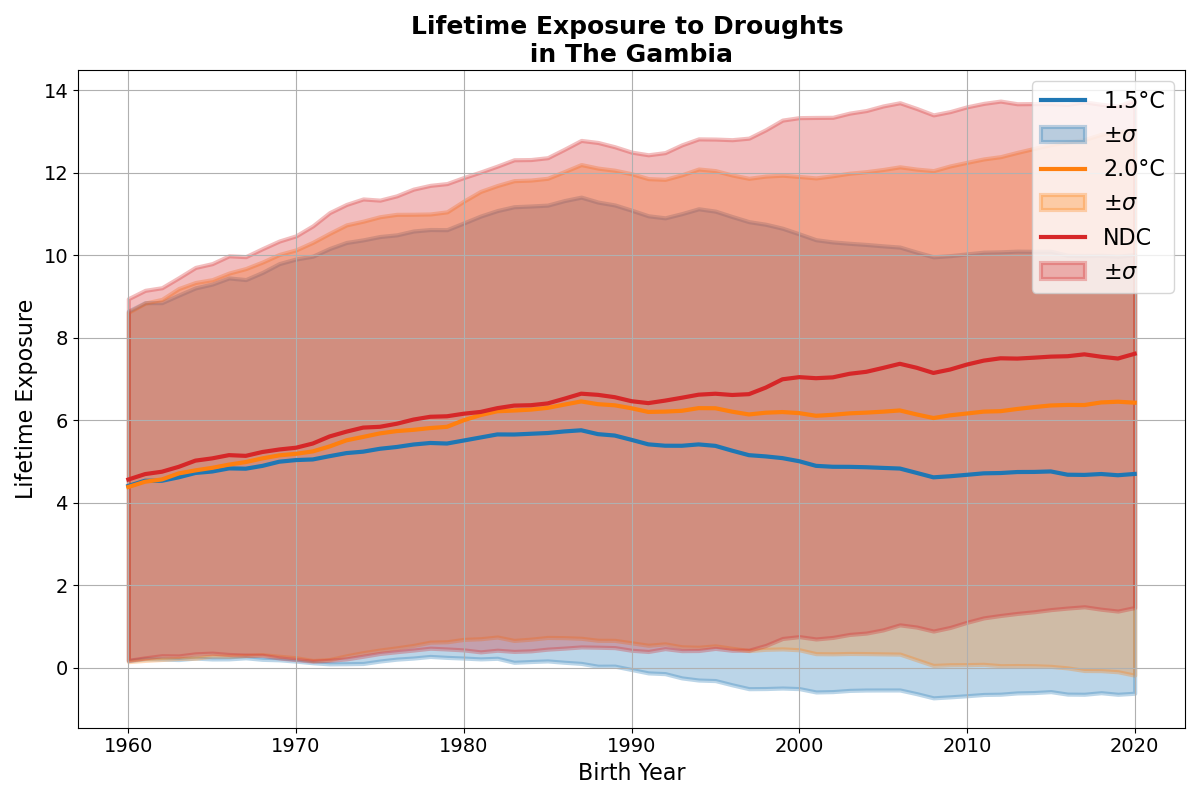 Lifetime Exposure to Droughts
in The Gambia
14
12
10
8
6
4
2
0
Lifetime Exposure
1960
1970
1980
1990
2000
2010
2020
Birth Year
1.5°C
±σ
2.0°C
±σ
NDC
±σ